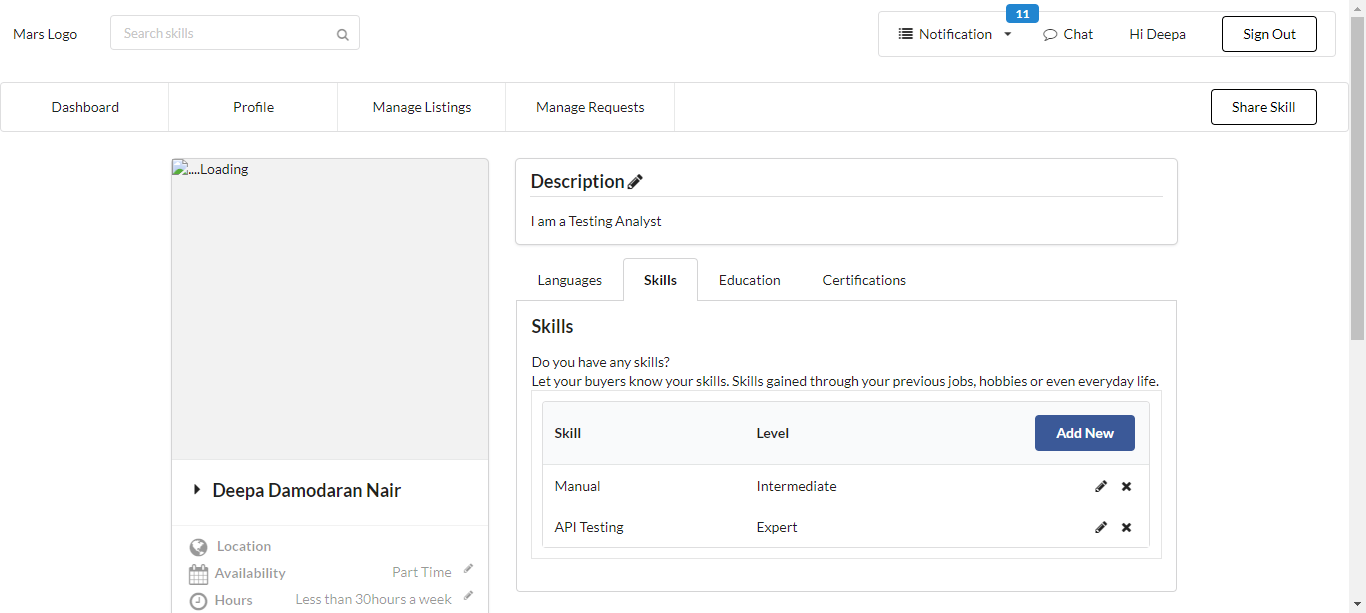 Mars Logo
Search skills
11
Notification
Chat
Hi Deepa
Sign Out
Dashboard
Profile
Manage Listings
Manage Requests
Share Skill
....Loading
Description
I am a Testing Analyst
Languages
Skills
Education
Certifications
Skills
Do you have any skills?
Let your buyers know your skills. Skills gained through your previous jobs, hobbies or even everyday life.
Skill Level Add New
Manual Intermediate
API Testing Expert
Deepa Damodaran Nair
Location
Availability Part Time
Hours Less than 30hours a week